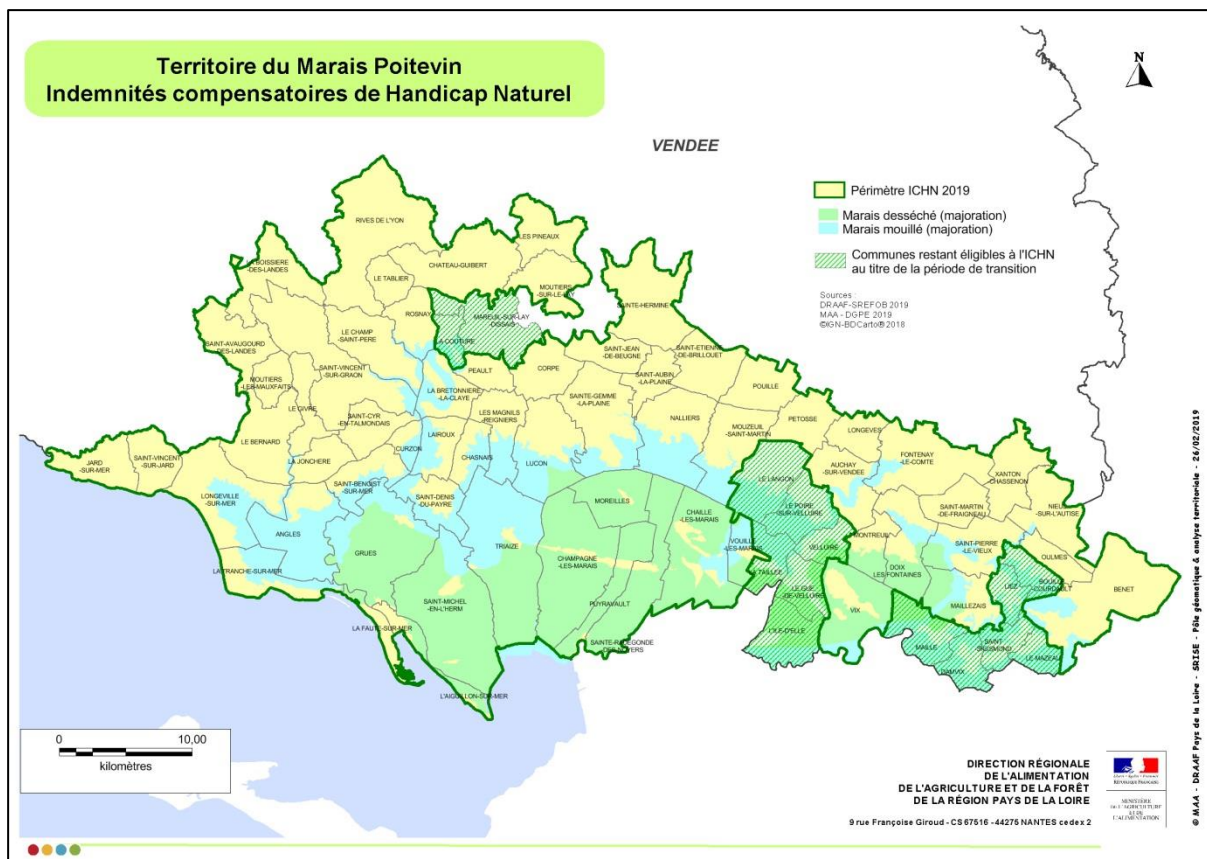 Territoire du Marais Poitevin
Indemnités compensatoires de Handicap Naturel
N
VENDEE
Périmètre ICHN 2019
Marais desséché (majoration)
Marais mouillé (majoration)
Communes restant éligibles à l'ICHN
au titre de la période de transition
Sources :
DRAAF-SREFOB 2019
MAA - DGPE 2019
©IGN-BDCarto® 2018
RIVES DE L'YON
LES PINEAUX
LA BOISSIERE
-DES-LANDES
CHATEAU-GUIBERT
LE TABLIER
MOUTIERS
-SUR-LE-LAY
SAINTE-HERMINE
ROSNAY
MAREUIL-SUR-LAY
-DISSAIS
LE CHAMP
-SAINT-PERE
LA COUTURE
SAINT-AVAUGOURD
DES-LANDES
SAINT-JEAN
-DE-BEUGNE
SAINT-ETIENNE
-DE-BRILLOUET
SAINT-VINCENT
-SUR-GRAON
PEAULT
CORPE
SAINT-AUBIN
-LA-PLAINE
MOUTIERS
-LES-MAUXFAITS
LA BRETONNIERE
-LA-CLAYE
SAINTE-GEMME
-LA-PLAINE
POUILLE
LE GIVRE
SAINT-CYR
-EN-TALMONDAIS
LES MAGNILS
-REIGNIERS
NALLIERS
PETOSSE
MOUZEUIL
-SAINT-MARTIN
LONGEVES
LE BERNARD
LAIROUX
CURZON
FONTENAY
-LE-COMTE
JARD
-SUR-MER
SAINT-VINCENT
-SUR-JARD
LA JONCHERE
CHASNAIS
LUCON
AUCHAY
-SUR-VENDEE
XANTON
-CHASSENON
SAINT-BENOIST
-SUR-MER
LE LANGON
LONGEVILLE
-SUR-MER
SAINT-DENIS
-DU-PAYRE
MOREILLES
LE POIRE
-SUR-VELLUIRE
SAINT-MARTIN
-DE-FRAIGNEAU
NIEUL
-SUR-L'AUTISE
CHAILLE
-LES-MARAIS
ANGLES
TRIAIZE
VOUILLE
-LES-MARAIS
VELLUIRE
MONTREUIL
SAINT-PIERRE
-LE-VIEUX
GRUES
CHAMPAGNE
-LES-MARAIS
OULMES
LA TRANCHE-SUR-MER
LA TAILLEE
DOIX
LES FONTAINES
LIEZ
BOUILLE
-COURDAULT
BENET
SAINT-MICHEL
-EN-L'HERM
PUYRAVAULT
LE GUE
-DE-VELLUIRE
VIX
MAILLEZAIS
LA FAUTE-SUR-MER
L'ILE-D'ELLE
SAINTE-RADEGONDE
DES-NOYERS
MAILLE
SAINT
-SIGISMOND
LE MAZEAU
DAMVIX
L'AIGUILLON-SUR-MER
0 10,00
kilomètres
DIRECTION RÉGIONALE
DE L'ALIMENTATION
DE L'AGRICULTURE ET DE LA FORÊT
DE LA RÉGION PAYS DE LA LOIRE
9 rue Françoise Giroud - CS 67516 - 44275 NANTES cedex 2
MINISTÈRE
DE L'AGRICULTURE
ET DE
L'ALIMENTATION
© MAA - DRAAF Pays de la Loire - SRISE - Pôle géomatique & analyse territoriale - 26/02/2019